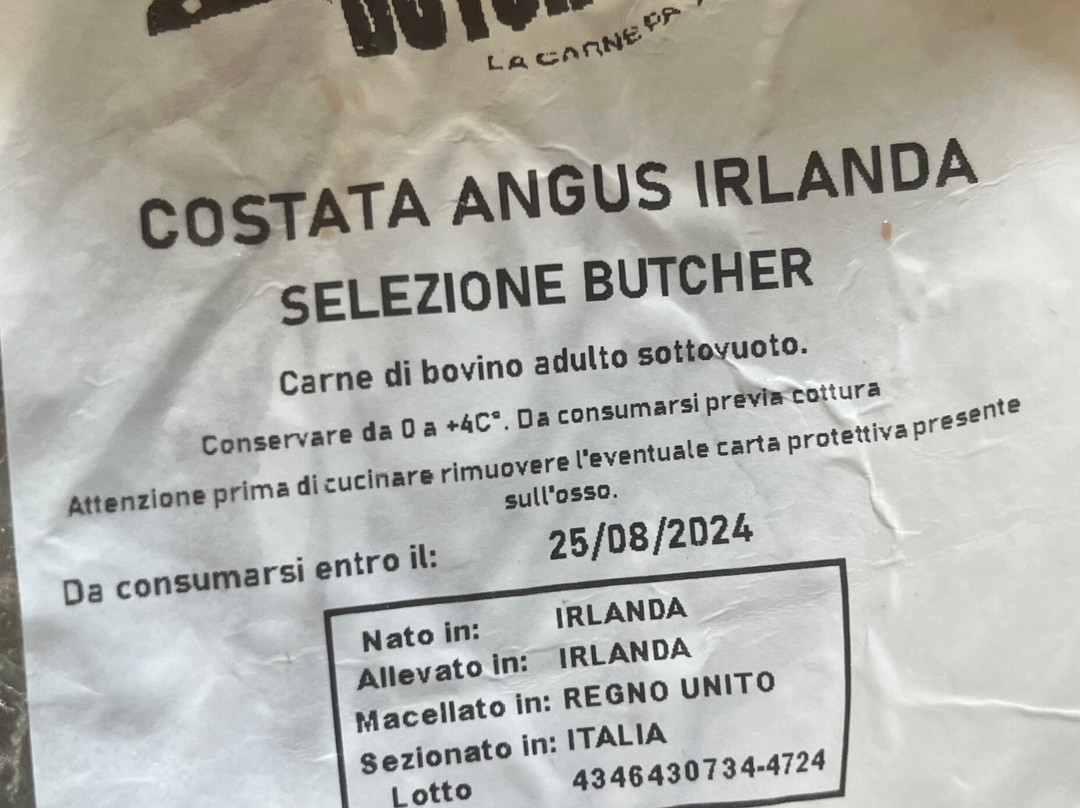 LA CARNE
COSTATA ANGUS IRLANDA
SELEZIONE BUTCHER
Carne di bovino adulto sottovuoto.
Conservare da 0 a +4C°. Da consumarsi previa cottura
Attenzione prima di cucinare rimuovere l'eventuale carta protettiva presente
sull'osso.
Da consumarsi entro il: 25/08/2024
Nato in: IRLANDA
Allevato in: IRLANDA
Macellato in: REGNO UNITO
Sezionato in: ITALIA
Lotto 4346430734-4724